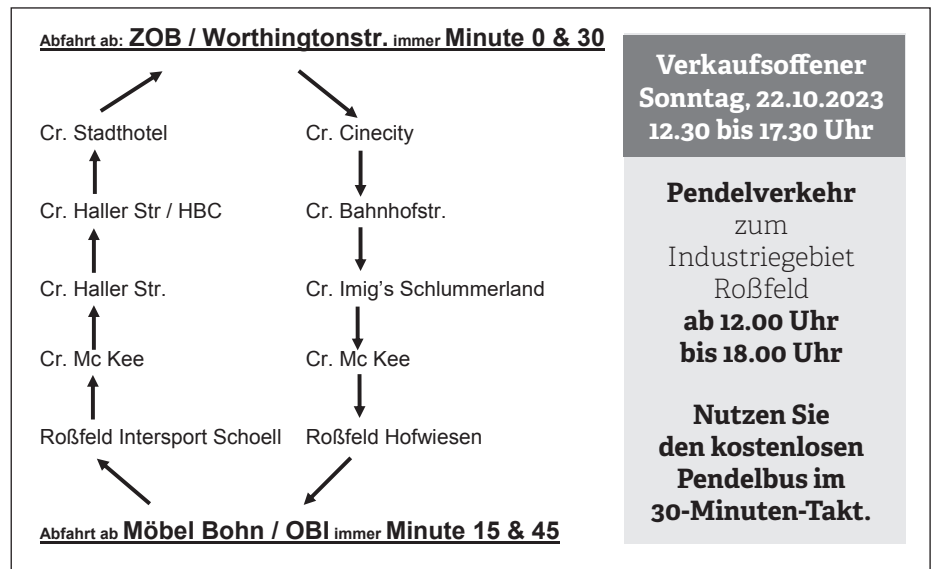 Abfahrt ab: ZOB / Worthingtonstr. immer Minute 0 & 30
Cr. Stadthotel
Cr. Haller Str / HBC
Cr. Haller Str.
Cr. Mc Kee
Roßfeld Intersport Schoell
Cr. Cinecity
Cr. Bahnhofstr.
Cr. Imig's Schlummerland
Cr. Mc Kee
Roßfeld Hofwiesen
Abfahrt ab Möbel Bohn / OBI immer Minute 15 & 45
Verkaufsoffener
Sonntag, 22.10.2023
12.30 bis 17.30 Uhr
Pendelverkehr
zum
Industriegebiet
Roßfeld
ab 12.00 Uhr
bis 18.00 Uhr
Nutzen Sie
den kostenlosen
Pendelbus im
30-Minuten-Takt.